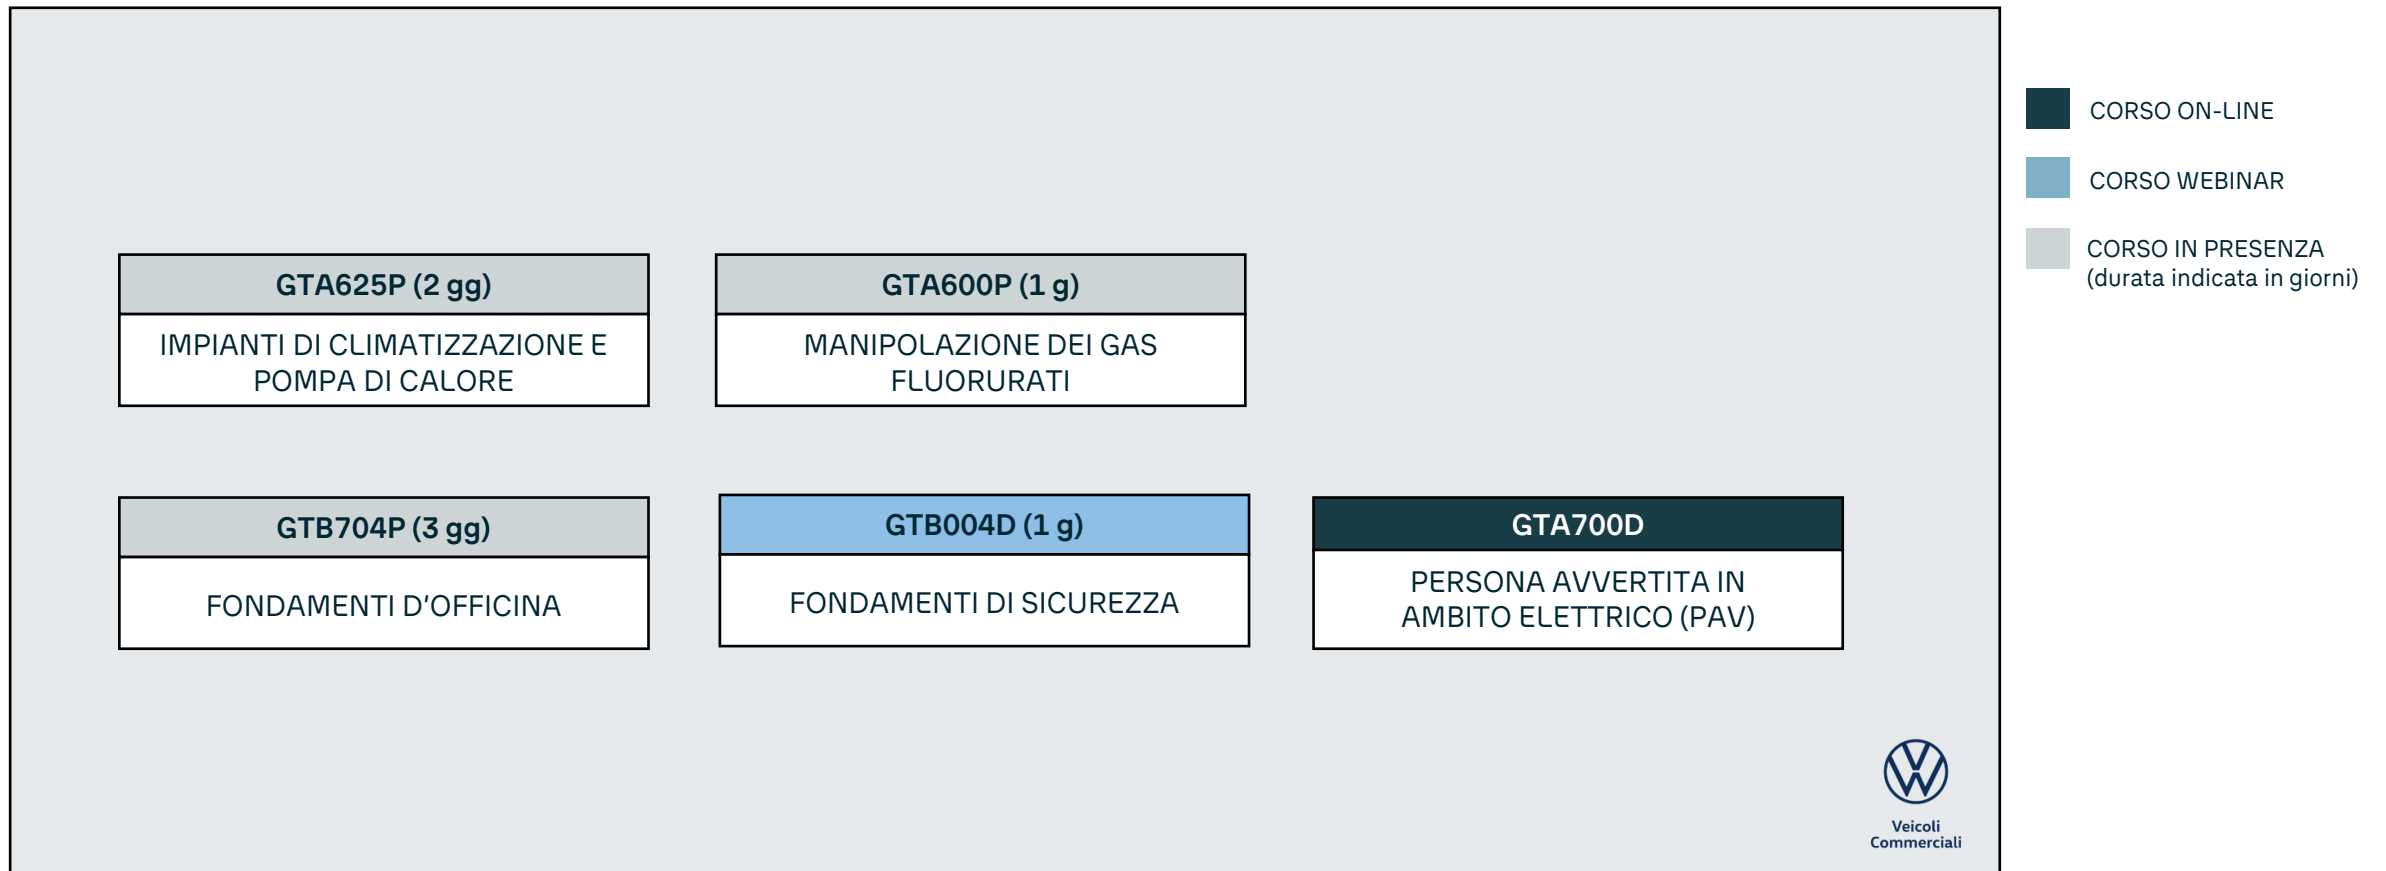 CORSO ON-LINE
CORSO WEBINAR
CORSO IN PRESENZA
(durata indicata in giorni)
GTA625P (2 gg)
IMPIANTI DI CLIMATIZZAZIONE E
POMPA DI CALORE
GTA600P (1 g)
MANIPOLAZIONE DEI GAS
FLUORURATI
GTB704P (3 gg)
FONDAMENTI D'OFFICINA
GTB004D (1 g)
FONDAMENTI DI SICUREZZA
GTA700D
PERSONA AVVERTITA IN
AMBITO ELETTRICO (PAV)
Veicoli
Commerciali